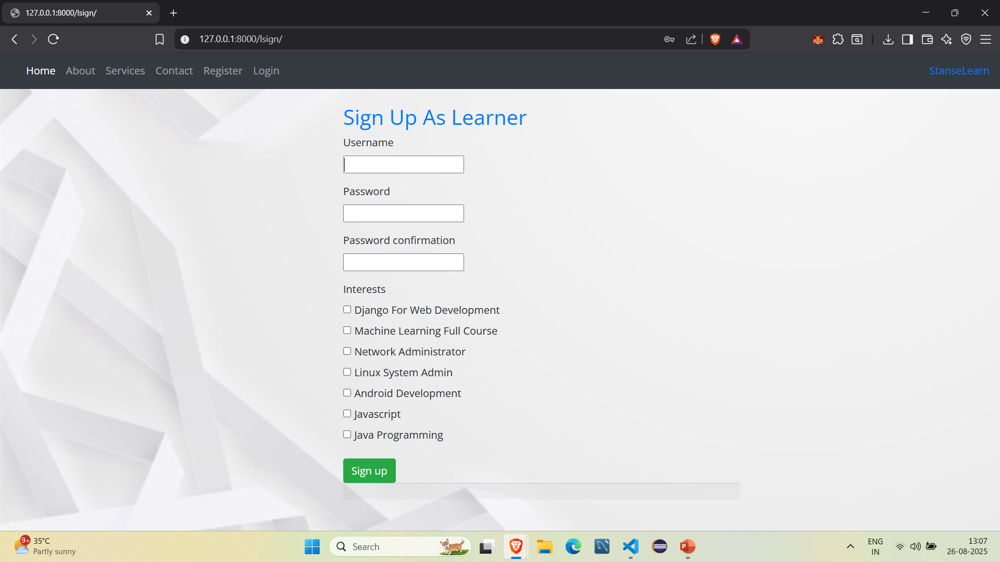 127.0.0.1:8000/lsign/
127.0.0.1:8000/lsign/
Home About Services Contact Register Login StanseLearn
Sign Up As Learner
Username
Password
Password confirmation
Interests
Django For Web Development
Machine Learning Full Course
Network Administrator
Linux System Admin
Android Development
Javascript
Java Programming
Sign up
9+ 35°C
Partly sunny
Search
P
ENG
IN
13:07
26-08-2025